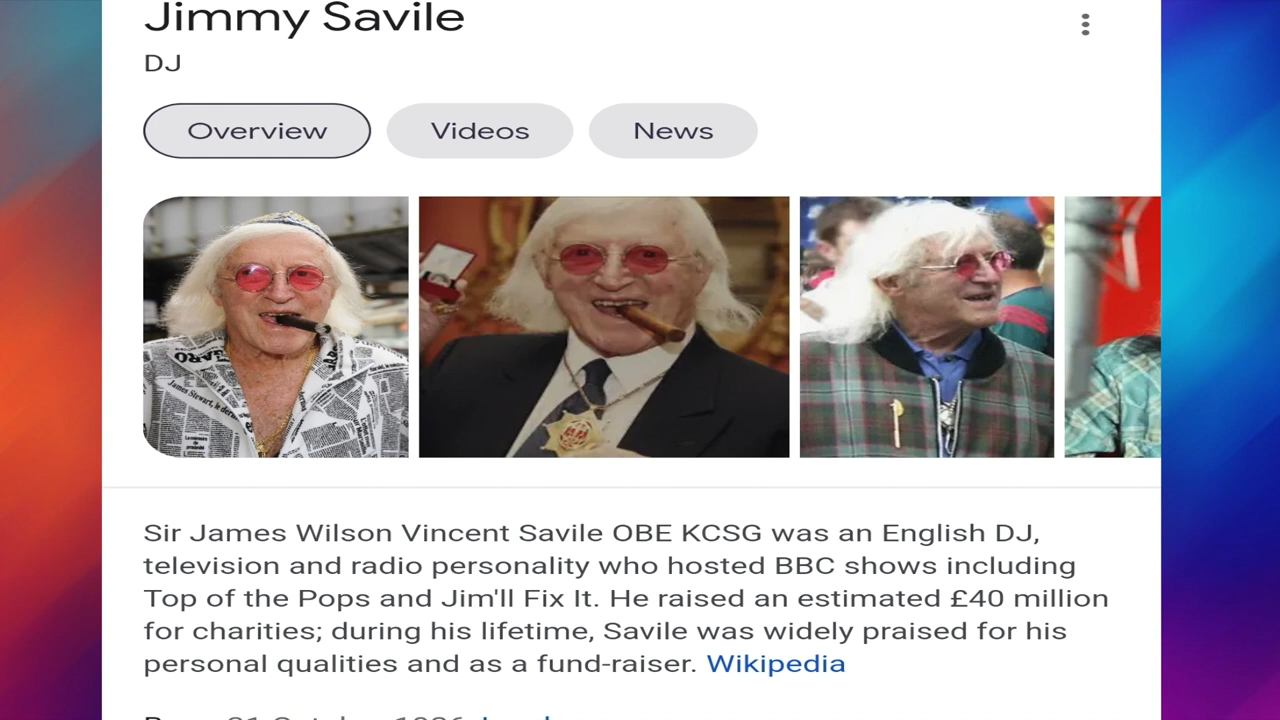 Jimmy Savile
DJ
Overview Videos News
Sir James Wilson Vincent Savile OBE KCSG was an English DJ,
television and radio personality who hosted BBC shows including
Top of the Pops and Jim'll Fix It. He raised an estimated £40 million
for charities; during his lifetime, Savile was widely praised for his
personal qualities and as a fund-raiser. Wikipedia